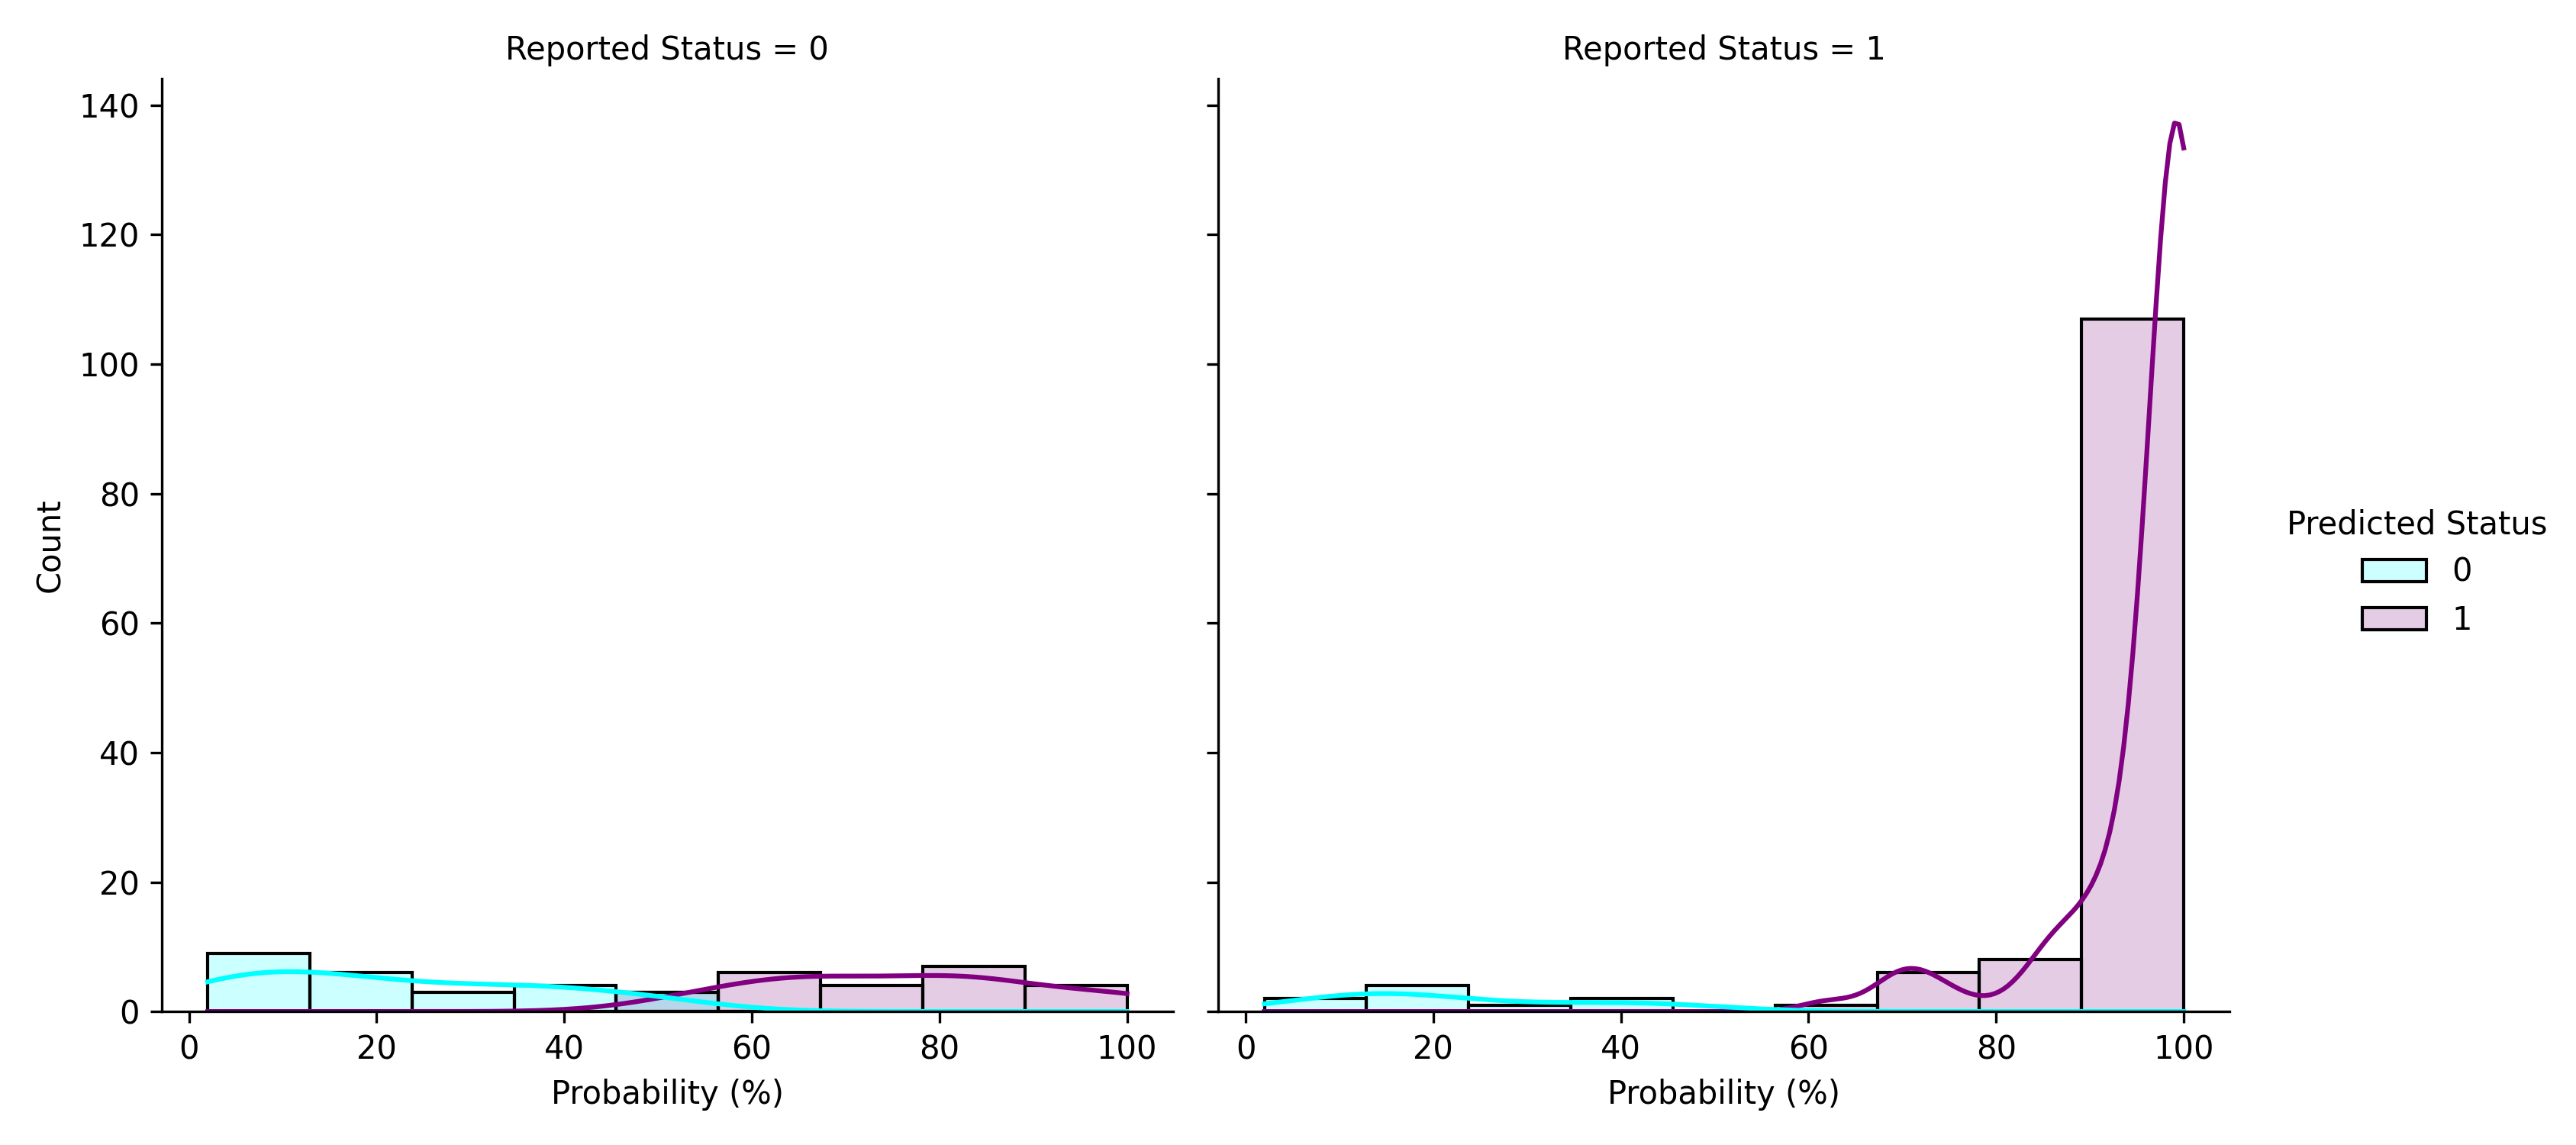 Reported Status = 0
Reported Status = 1
140
120
100
80
60
40
20
0
Count
0 20 40 60 80 100
0 20 40 60 80 100
Probability (%)
Probability (%)
Predicted Status
0
1